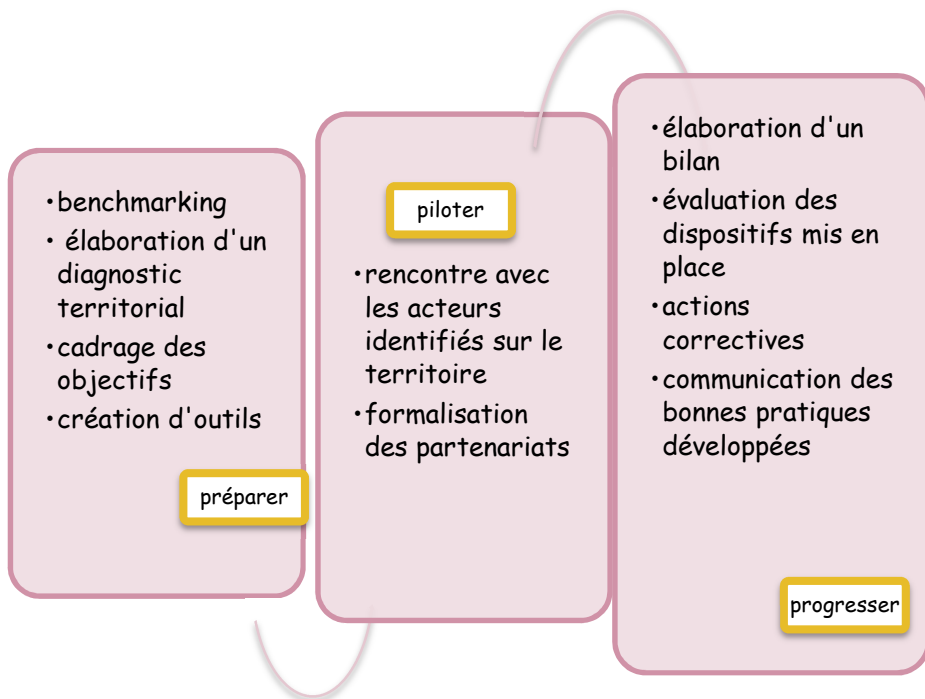 •benchmarking
• élaboration d'un
diagnostic
territorial
•cadrage des
objectifs
•création d'outils
préparer
piloter
•rencontre avec
les acteurs
identifiés sur le
territoire
•formalisation
des partenariats
•élaboration d'un
bilan
•évaluation des
dispositifs mis en
place
•actions
correctives
•communication des
bonnes pratiques
développées
progresser